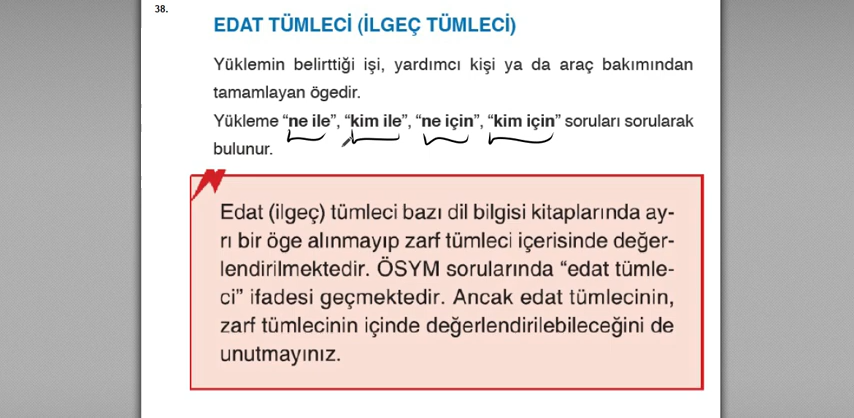 38.
EDAT TÜMLECİ (İLGEÇ TÜMLECİ)
Yüklemin belirttiği işi, yardımcı kişi ya da araç bakımından
tamamlayan ögedir.
Yükleme “ne ile”, “kim ile”, “ne için”, “kim için” soruları sorularak
bulunur.
Edat (ilgeç) tümleci bazı dil bilgisi kitaplarında ay-
rı bir öge alınmayıp zarf tümleci içerisinde değer-
lendirilmektedir. ÖSYM sorularında “edat tümle-
ci” ifadesi geçmektedir. Ancak edat tümlecinin,
zarf tümlecinin içinde değerlendirilebileceğini de
unutmayınız.